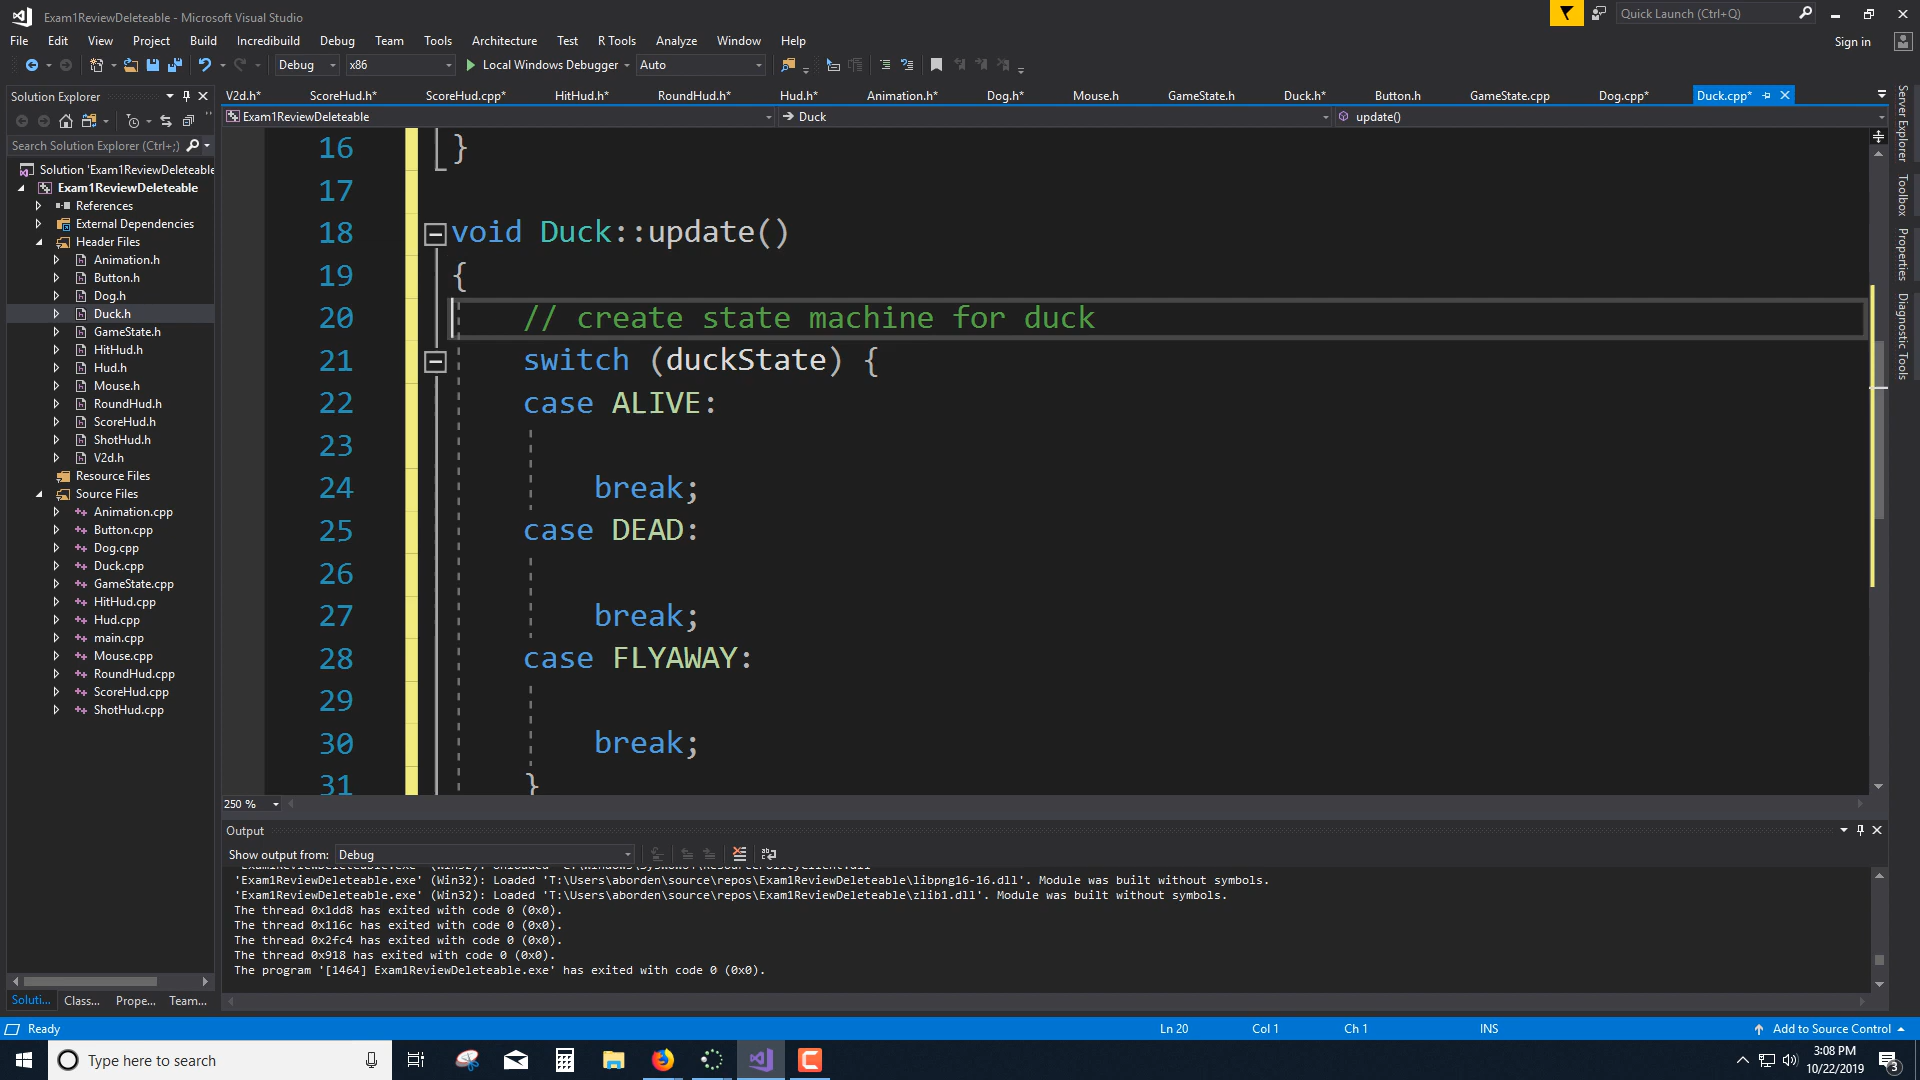 Exam1ReviewDeleteable - Microsoft Visual Studio
Quick Launch (Ctrl+Q)
File Edit View Project Build Incredibuild Debug Team Tools Architecture Test R Tools Analyze Window Help
Sign in
Debug x86 Local Windows Debugger Auto
Solution Explorer
V2d.h* ScoreHud.h* ScoreHud.cpp* HitHud.h* RoundHud.h* Hud.h* Animation.h* Dog.h* Mouse.h GameState.h Duck.h* Button.h GameState.cpp Dog.cpp* Duck.cpp*
Exam1ReviewDeleteable Duck update()
Search Solution Explorer (Ctrl+;)
Solution 'Exam1ReviewDeleteable
Exam1ReviewDeleteable
References
External Dependencies
Header Files
Animation.h
Button.h
Dog.h
Duck.h
GameState.h
HitHud.h
Hud.h
Mouse.h
RoundHud.h
ScoreHud.h
ShotHud.h
V2d.h
Resource Files
Source Files
Animation.cpp
Button.cpp
Dog.cpp
Duck.cpp
GameState.cpp
HitHud.cpp
Hud.cpp
main.cpp
Mouse.cpp
RoundHud.cpp
ScoreHud.cpp
ShotHud.cpp
Soluti... Class... Prope... Team...
16 }
17
18 void Duck::update()
19 {
20 // create state machine for duck
21 switch (duckState) {
22 case ALIVE:
23
24 break;
25 case DEAD:
26
27 break;
28 case FLYAWAY:
29
30 break;
31 }
Server Explorer
Toolbox
Properties
Diagnostic Tools
250 %
Output
Show output from: Debug
'Exam1ReviewDeleteable.exe' (Win32): Loaded 'T:\Users\aborden\source\repos\Exam1ReviewDeleteable\libpng16-16.dll'. Module was built without symbols.
'Exam1ReviewDeleteable.exe' (Win32): Loaded 'T:\Users\aborden\source\repos\Exam1ReviewDeleteable\zlib1.dll'. Module was built without symbols.
The thread 0x1dd8 has exited with code 0 (0x0).
The thread 0x116c has exited with code 0 (0x0).
The thread 0x2fc4 has exited with code 0 (0x0).
The thread 0x918 has exited with code 0 (0x0).
The program '[1464] Exam1ReviewDeleteable.exe' has exited with code 0 (0x0).
Ready Ln 20 Col 1 Ch 1 INS Add to Source Control
Type here to search
3:08 PM
10/22/2019
3